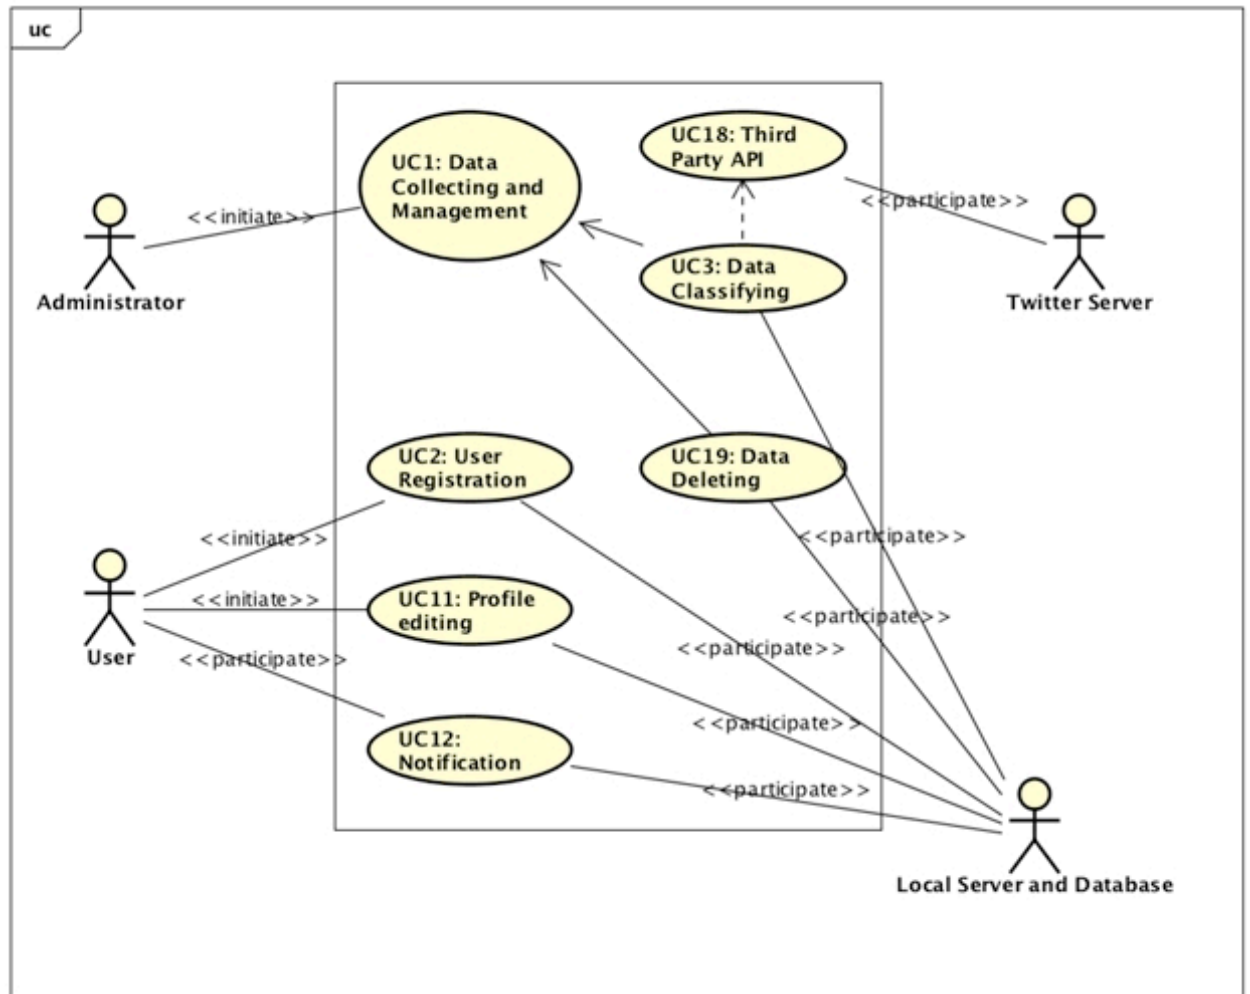 uc
UC1: Data
Collecting and
Management
UC18: Third
Party API
<<initiate>>
<<participate>>
Administrator
UC3: Data
Classifying
Twitter Server
UC2: User
Registration
UC19: Data
Deleting
<<initiate>>
<<participate>>
<<initiate>>
UC11: Profile
editing
<<participate>>
User
<<participate>>
<<participate>>
<<participate>>
UC12:
Notification
<<participate>>
Local Server and Database